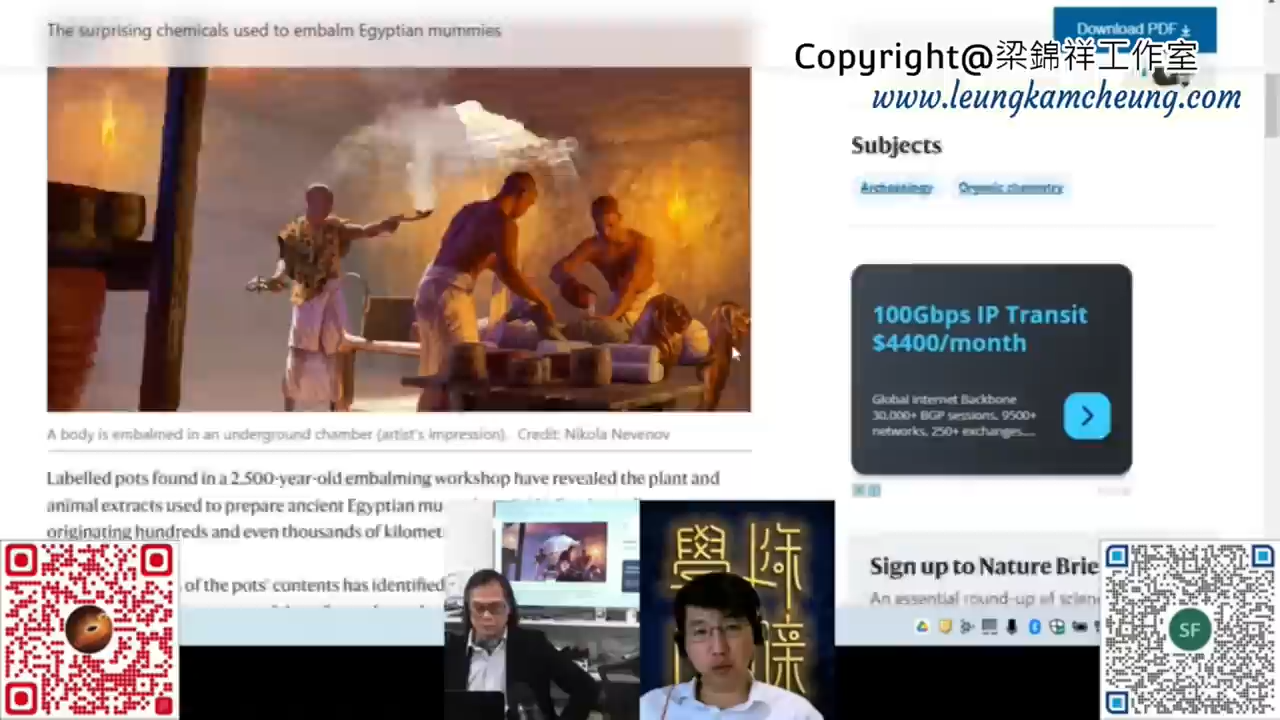 The surprising chemicals used to embalm Egyptian mummies
Download PDF
Copyright@梁錦祥工作室
www.leungkamcheung.com
Subjects
Archaeology
Organic chemistry
100Gbps IP Transit
$4400/month
Global Internet Backbone
30,000+ BGP sessions, 9500+
networks, 250+ exchanges....
A body is embalmed in an underground chamber (artist's impression). Credit: Nikola Nevenov
Labelled pots found in a 2,500-year-old embalming workshop have revealed the plant and
animal extracts used to prepare ancient Egyptian mu
originating hundreds and even thousands of kilomet
of the pots' contents has identified
Sign up to Nature Brie
An essential round-up of scien
學
SF